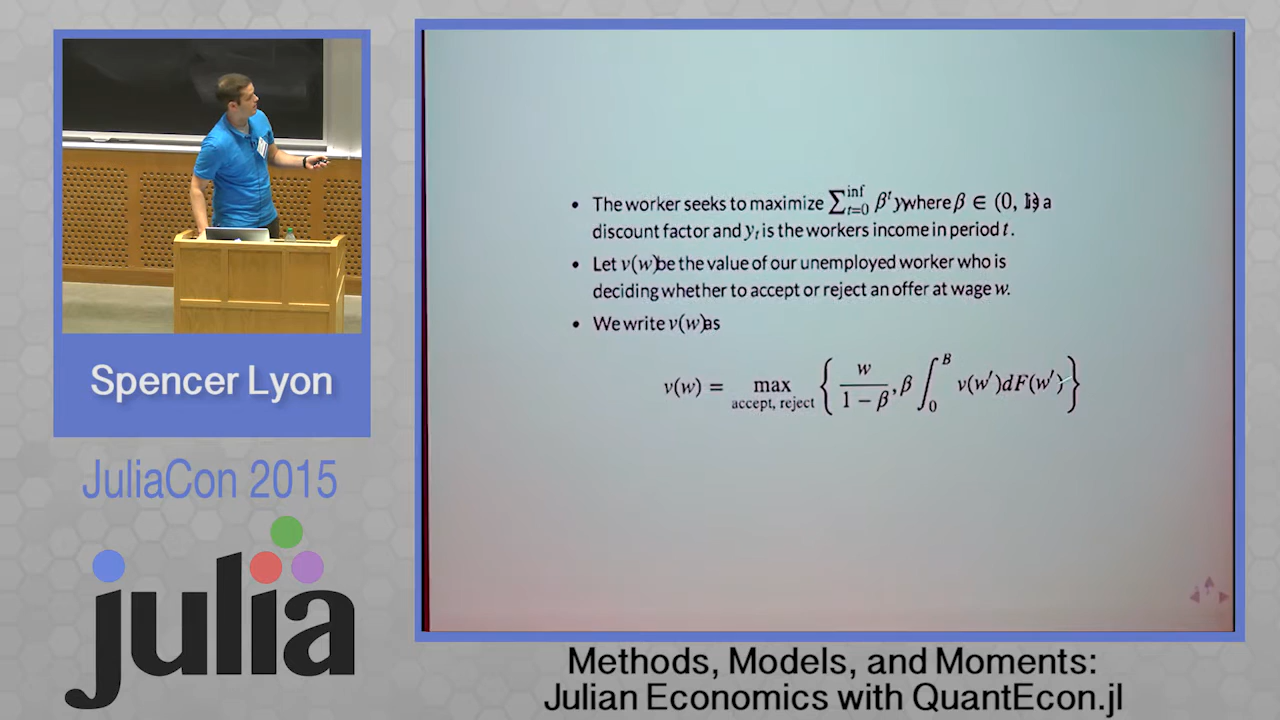 Spencer Lyon
JuliaCon 2015
julia
• The worker seeks to maximize ∑_{t=0}^{inf} β^t y_t where β ∈ (0, 1) is a
discount factor and y_t is the workers income in period t.
• Let v(w) be the value of our unemployed worker who is
deciding whether to accept or reject an offer at wage w.
• We write v(w) as
v(w) = max_{accept, reject} { w / (1 − β), β ∫_0^B v(w′)dF(w′) }
Methods, Models, and Moments:
Julian Economics with QuantEcon.jl